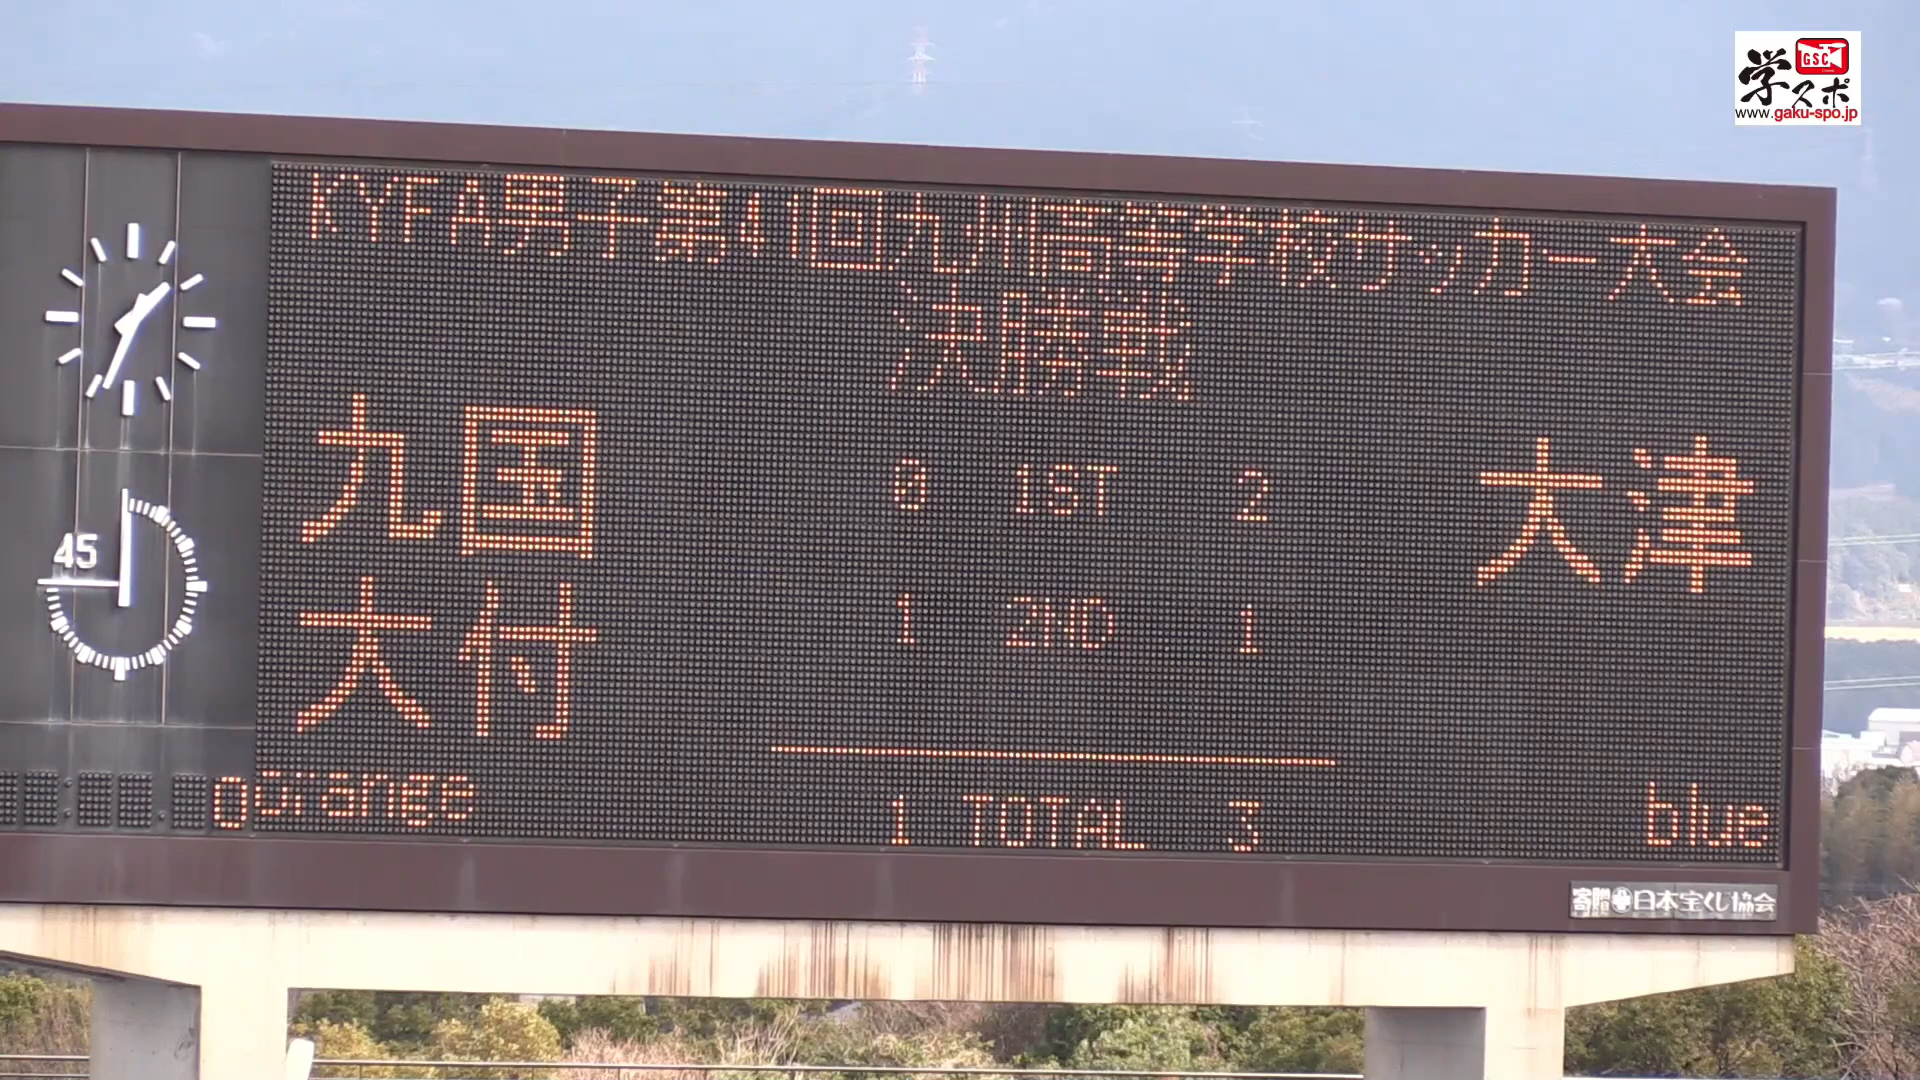 学スポ
GSC
www.gaku-spo.jp
KYFA男子第41回九州高等学校サッカー大会
決勝戦
九国
大付
大津
0 1ST 2
1 2ND 1
1 TOTAL 3
45
orange
blue
寄贈 日本宝くじ協会